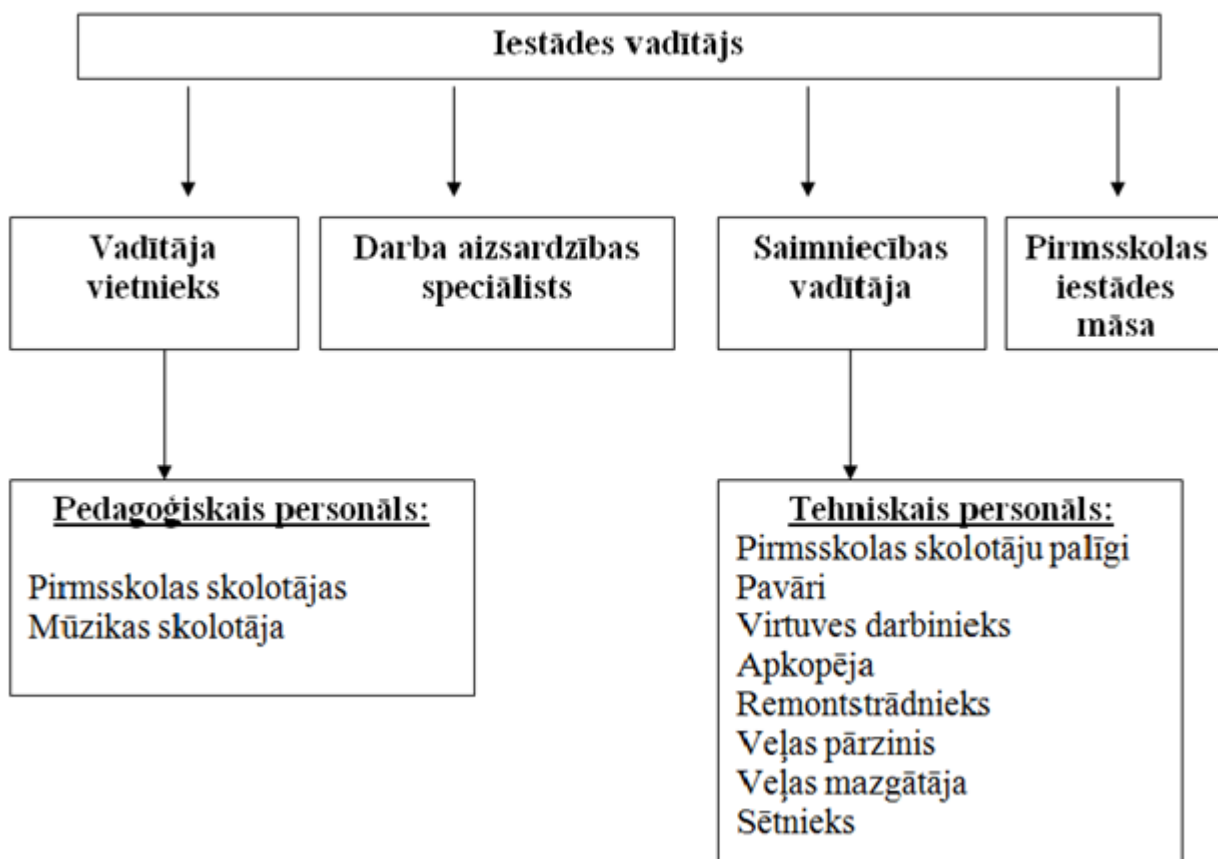 Iestādes vadītājs
Vadītāja
vietnieks
Darba aizsardzības
speciālists
Saimniecības
vadītāja
Pirmsskolas
iestādes
māsa
Pedagoģiskais personāls:
Pirmsskolas skolotājas
Mūzikas skolotāja
Tehniskais personāls:
Pirmsskolas skolotāju palīgi
Pavāri
Virtuves darbinieks
Apkopēja
Remontstrādnieks
Veļas pārzinis
Veļas mazgātāja
Sētnieks